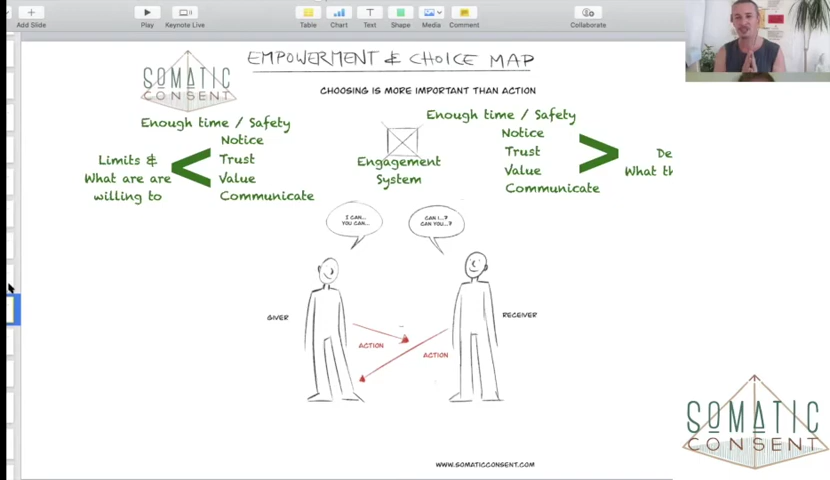 Add Slide
Play
Keynote Live
Table
Chart
Text
Shape
Media
Comment
Collaborate
EMPOWERMENT & CHOICE MAP
CHOOSING IS MORE IMPORTANT THAN ACTION
SOMATIC
CONSENT
Enough time / Safety
Notice
Trust
Value
Communicate
Limits &
What are are
willing to
<
Engagement
System
Enough time / Safety
Notice
Trust
Value
Communicate
>
What th
I CAN...
YOU CAN...
CAN I...?
CAN YOU...?
GIVER
RECEIVER
ACTION
ACTION
WWW.SOMATICCONSENT.COM
SOMATIC
CONSENT